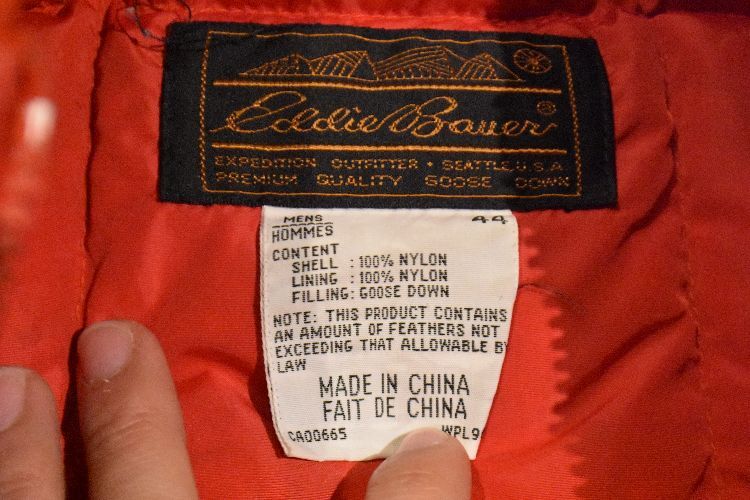 Eddie Bauer ®
EXPEDITION OUTFITTER • SEATTLE U.S.A
PREMIUM QUALITY GOOSE DOWN
MENS 44
HOMMES
CONTENT
SHELL : 100% NYLON
LINING : 100% NYLON
FILLING: GOOSE DOWN
NOTE: THIS PRODUCT CONTAINS
AN AMOUNT OF FEATHERS NOT
EXCEEDING THAT ALLOWABLE BY
LAW
MADE IN CHINA
FAIT DE CHINA
CA00665